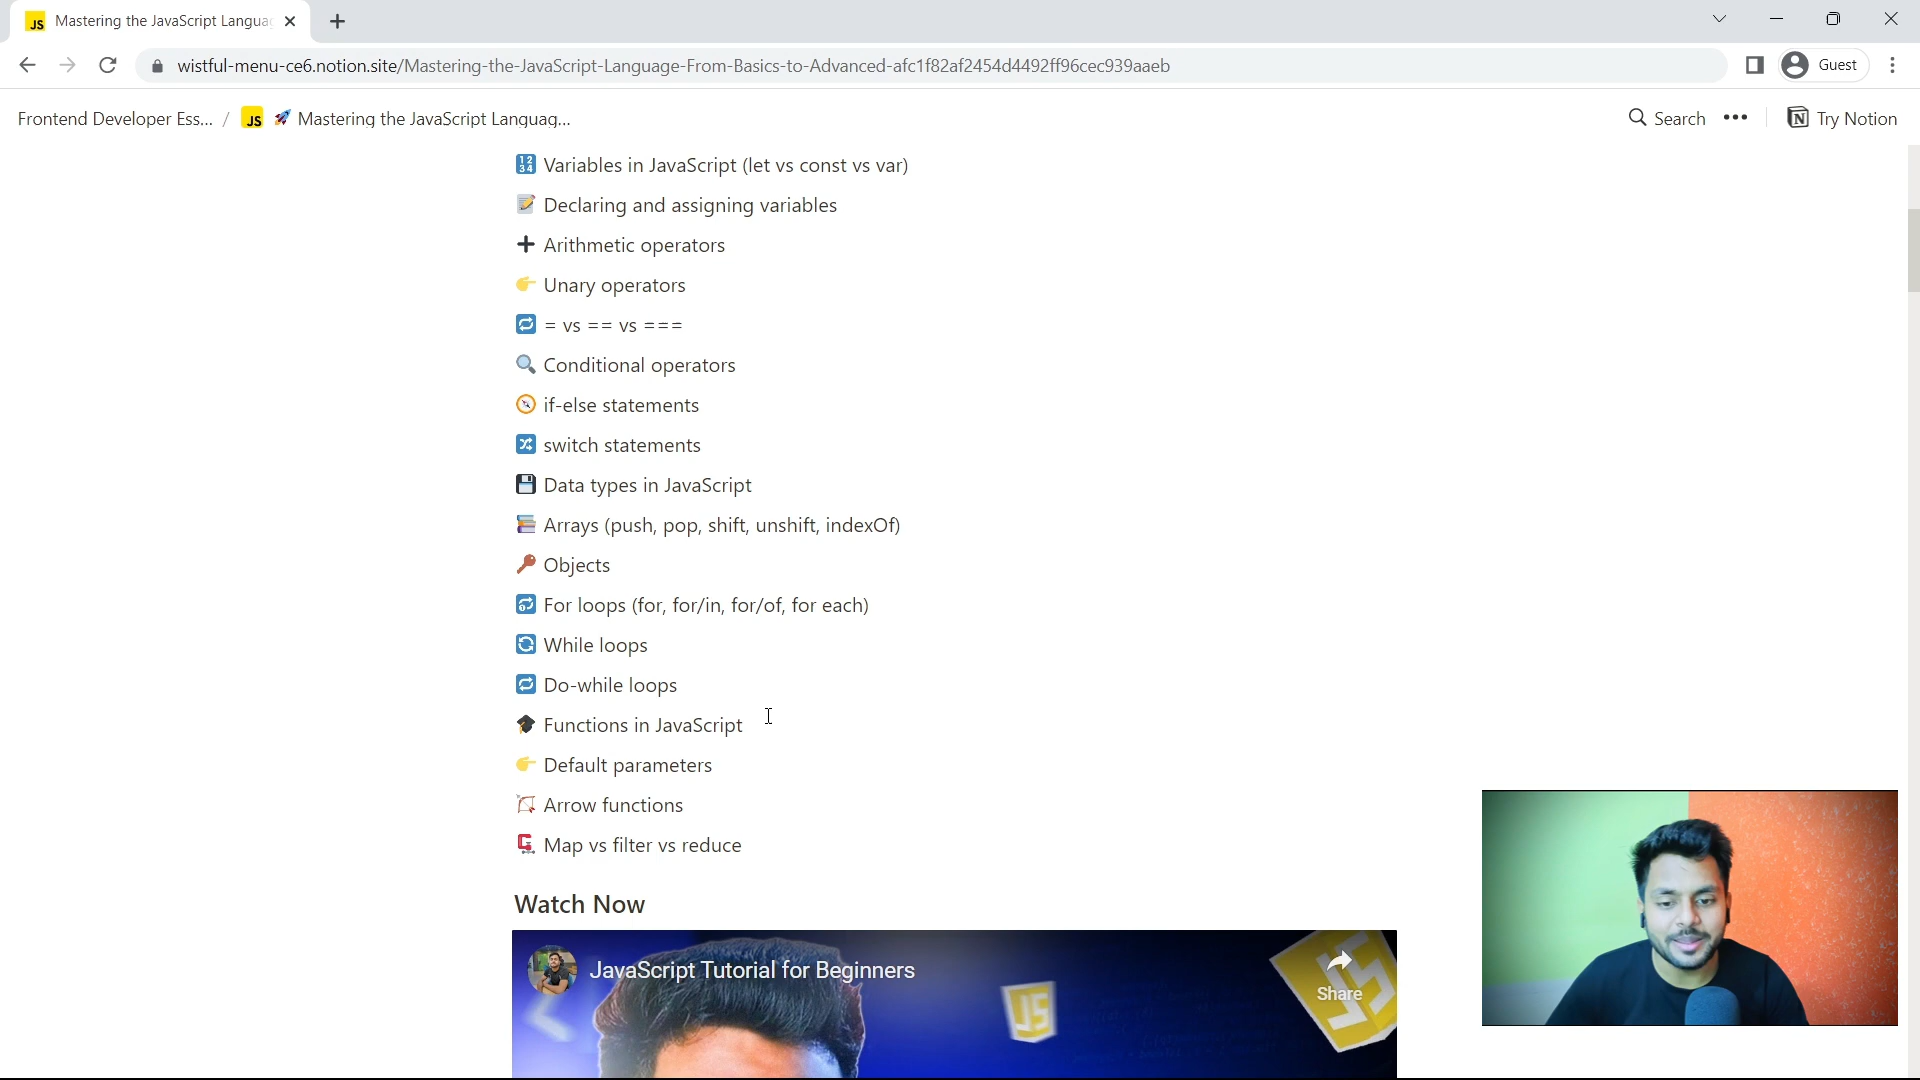 JS Mastering the JavaScript Langua
wistful-menu-ce6.notion.site/Mastering-the-JavaScript-Language-From-Basics-to-Advanced-afc1f82af2454d4492ff96cec939aaeb
Guest
Frontend Developer Ess... / JS 🚀 Mastering the JavaScript Languag...
Search ••• Try Notion
🔢 Variables in JavaScript (let vs const vs var)
📝 Declaring and assigning variables
➕ Arithmetic operators
👉 Unary operators
🔁 = vs == vs ===
🔍 Conditional operators
🧭 if-else statements
🔀 switch statements
💾 Data types in JavaScript
📚 Arrays (push, pop, shift, unshift, indexOf)
🔑 Objects
🔂 For loops (for, for/in, for/of, for each)
🔄 While loops
🔁 Do-while loops
🎓 Functions in JavaScript
👉 Default parameters
🏹 Arrow functions
🗜 Map vs filter vs reduce
Watch Now
JavaScript Tutorial for Beginners
Share
JS
JS